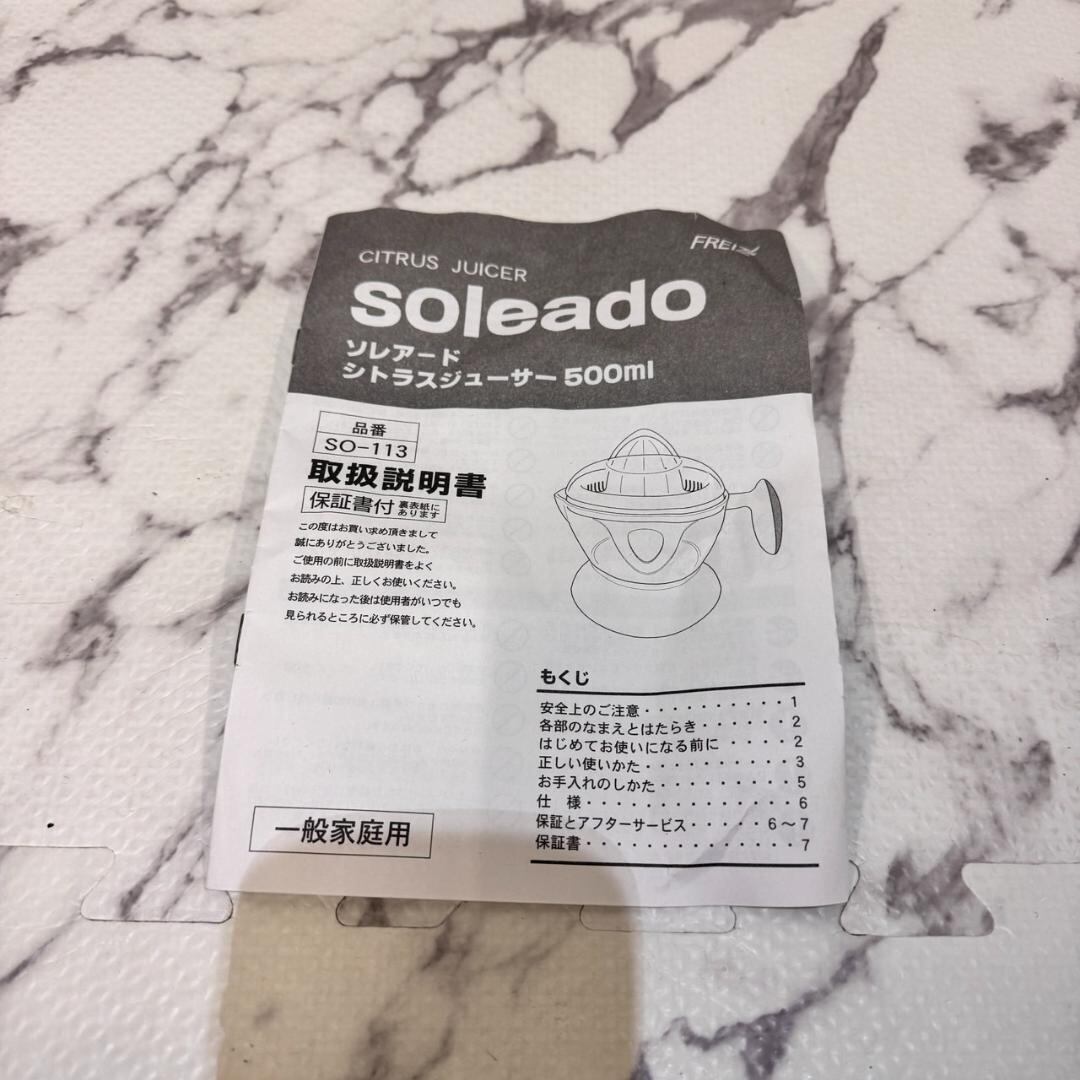 CITRUS JUICER
soleado
ソレアード
シトラスジューサー 500ml
品番
SO-113
取扱説明書
保証書付 裏表紙に
あります
この度はお買い求め頂きまして
誠にありがとうございました。
ご使用の前に取扱説明書をよく
お読みの上、正しくお使いください。
お読みになった後は使用者がいつでも
見られるところに必ず保管してください。
一般家庭用
もくじ
安全上のご注意・・・・・・・・・・1
各部のなまえとはたらき・・・・・・2
はじめてお使いになる前に・・・・2
正しい使いかた・・・・・・・・・・3
お手入れのしかた・・・・・・・・・5
仕 様・・・・・・・・・・・・・・6
保証とアフターサービス・・・・・6～7
保証書・・・・・・・・・・・・・・7